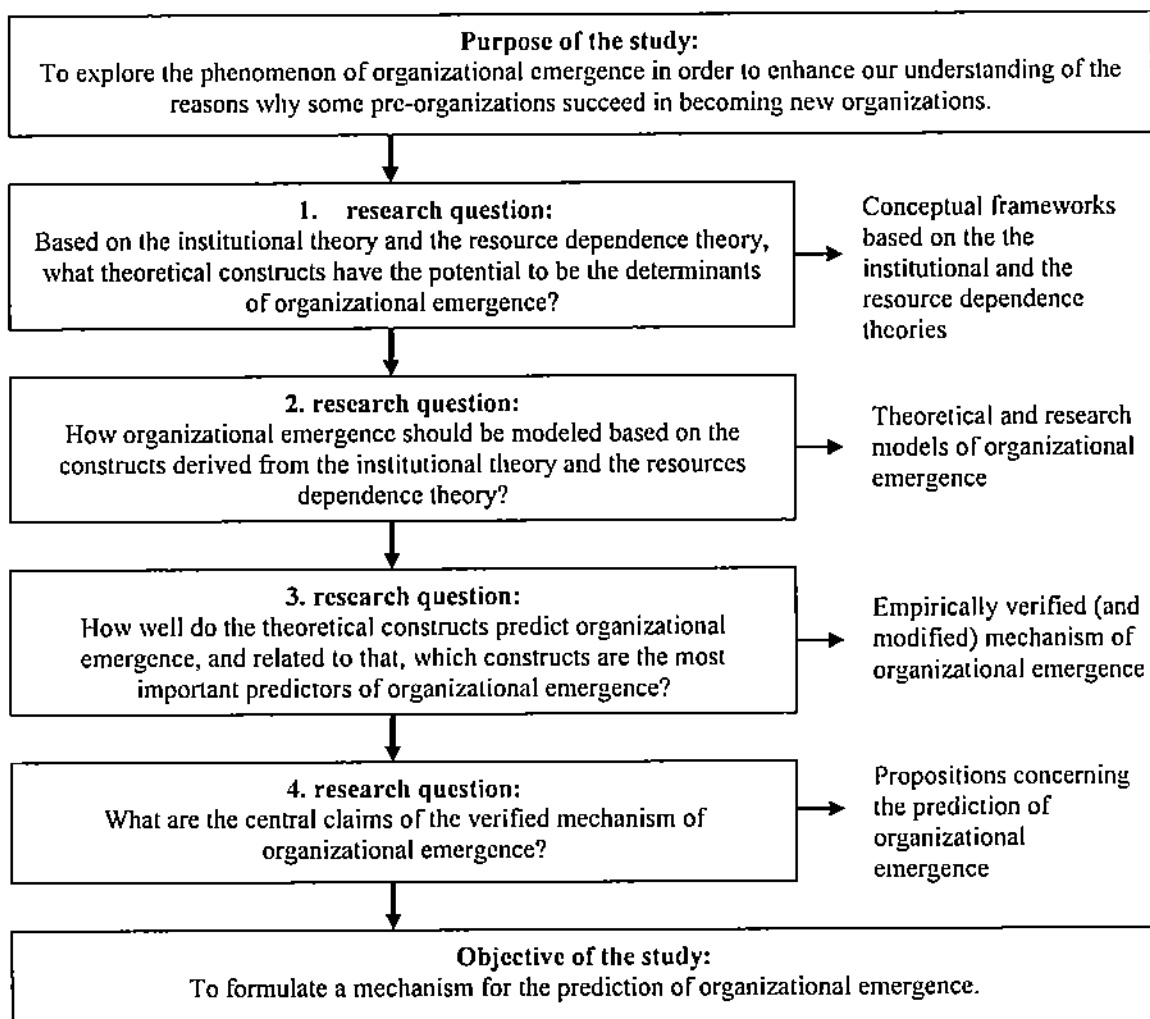 Purpose of the study:
To explore the phenomenon of organizational emergence in order to enhance our understanding of the
reasons why some pre-organizations succeed in becoming new organizations.
1. research question:
Based on the institutional theory and the resource dependence theory,
what theoretical constructs have the potential to be the determinants
of organizational emergence?
Conceptual frameworks
based on the the
institutional and the
resource dependence
theories
2. research question:
How organizational emergence should be modeled based on the
constructs derived from the institutional theory and the resources
dependence theory?
Theoretical and research
models of organizational
emergence
3. research question:
How well do the theoretical constructs predict organizational
emergence, and related to that, which constructs are the most
important predictors of organizational emergence?
Empirically verified (and
modified) mechanism of
organizational emergence
4. research question:
What are the central claims of the verified mechanism of
organizational emergence?
Propositions concerning
the prediction of
organizational
emergence
Objective of the study:
To formulate a mechanism for the prediction of organizational emergence.